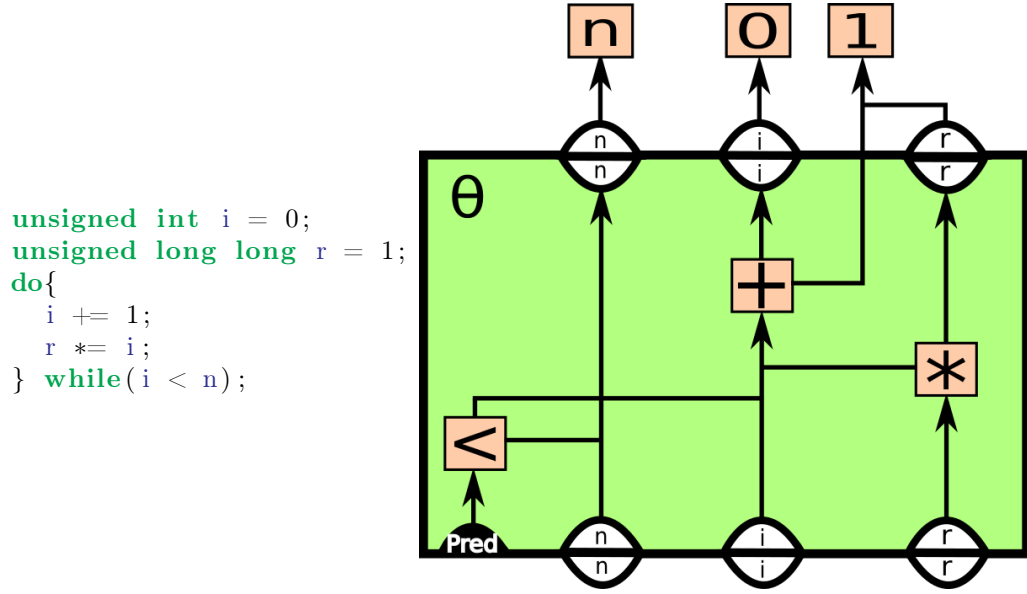 unsigned int i = 0;
unsigned long long r = 1;
do{
i += 1;
r *= i;
} while(i < n);
n 0 1
n i r
n i r
θ
+
*
<
Pred n i r
n i r